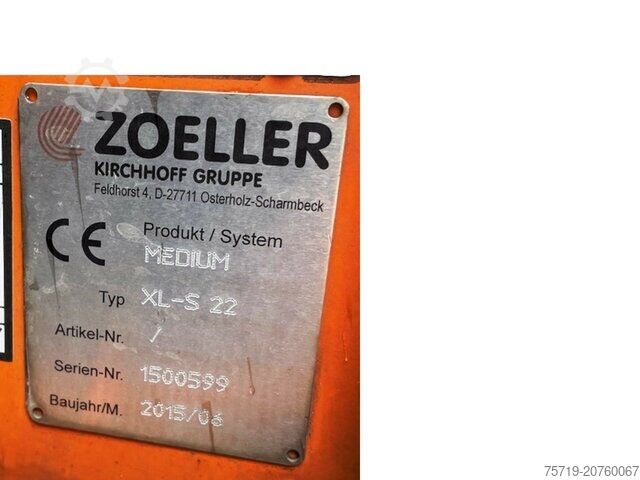 ZOELLER
KIRCHHOFF GRUPPE
Feldhorst 4, D-27711 Osterholz-Scharmbeck
CE Produkt / System
MEDIUM
Typ XL-S 22
Artikel-Nr. /
Serien-Nr. 1500599
Baujahr/M. 2015/06
75719-20760067